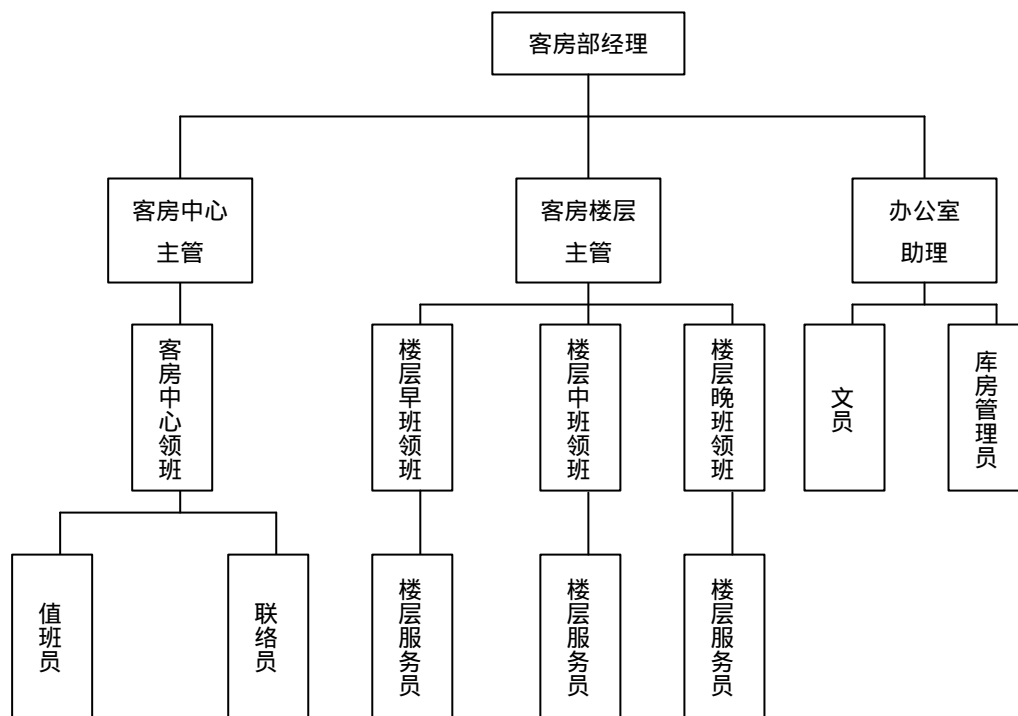 客房部经理
客房中心
主管
客房楼层
主管
办公室
助理
客房中心领班
楼层早班领班
楼层中班领班
楼层晚班领班
文员
库房管理员
值班员
联络员
楼层服务员
楼层服务员
楼层服务员